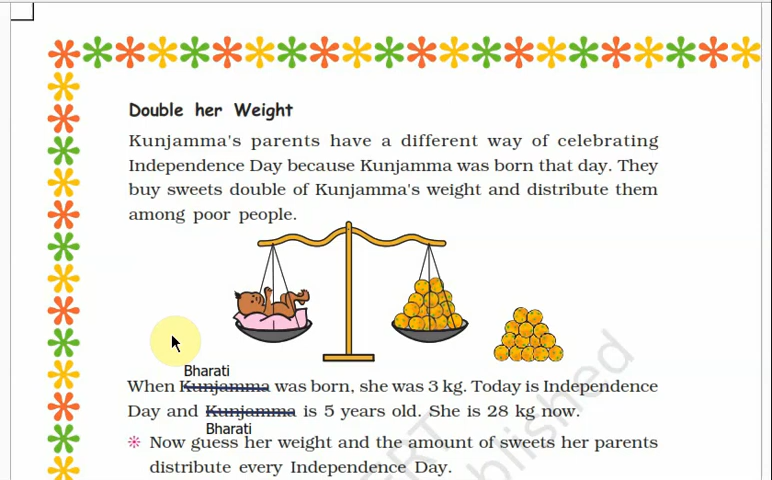 Double her Weight
Kunjamma's parents have a different way of celebrating
Independence Day because Kunjamma was born that day. They
buy sweets double of Kunjamma's weight and distribute them
among poor people.
Bharati
When Kunjamma was born, she was 3 kg. Today is Independence
Day and Kunjamma is 5 years old. She is 28 kg now.
Bharati
Now guess her weight and the amount of sweets her parents
distribute every Independence Day.